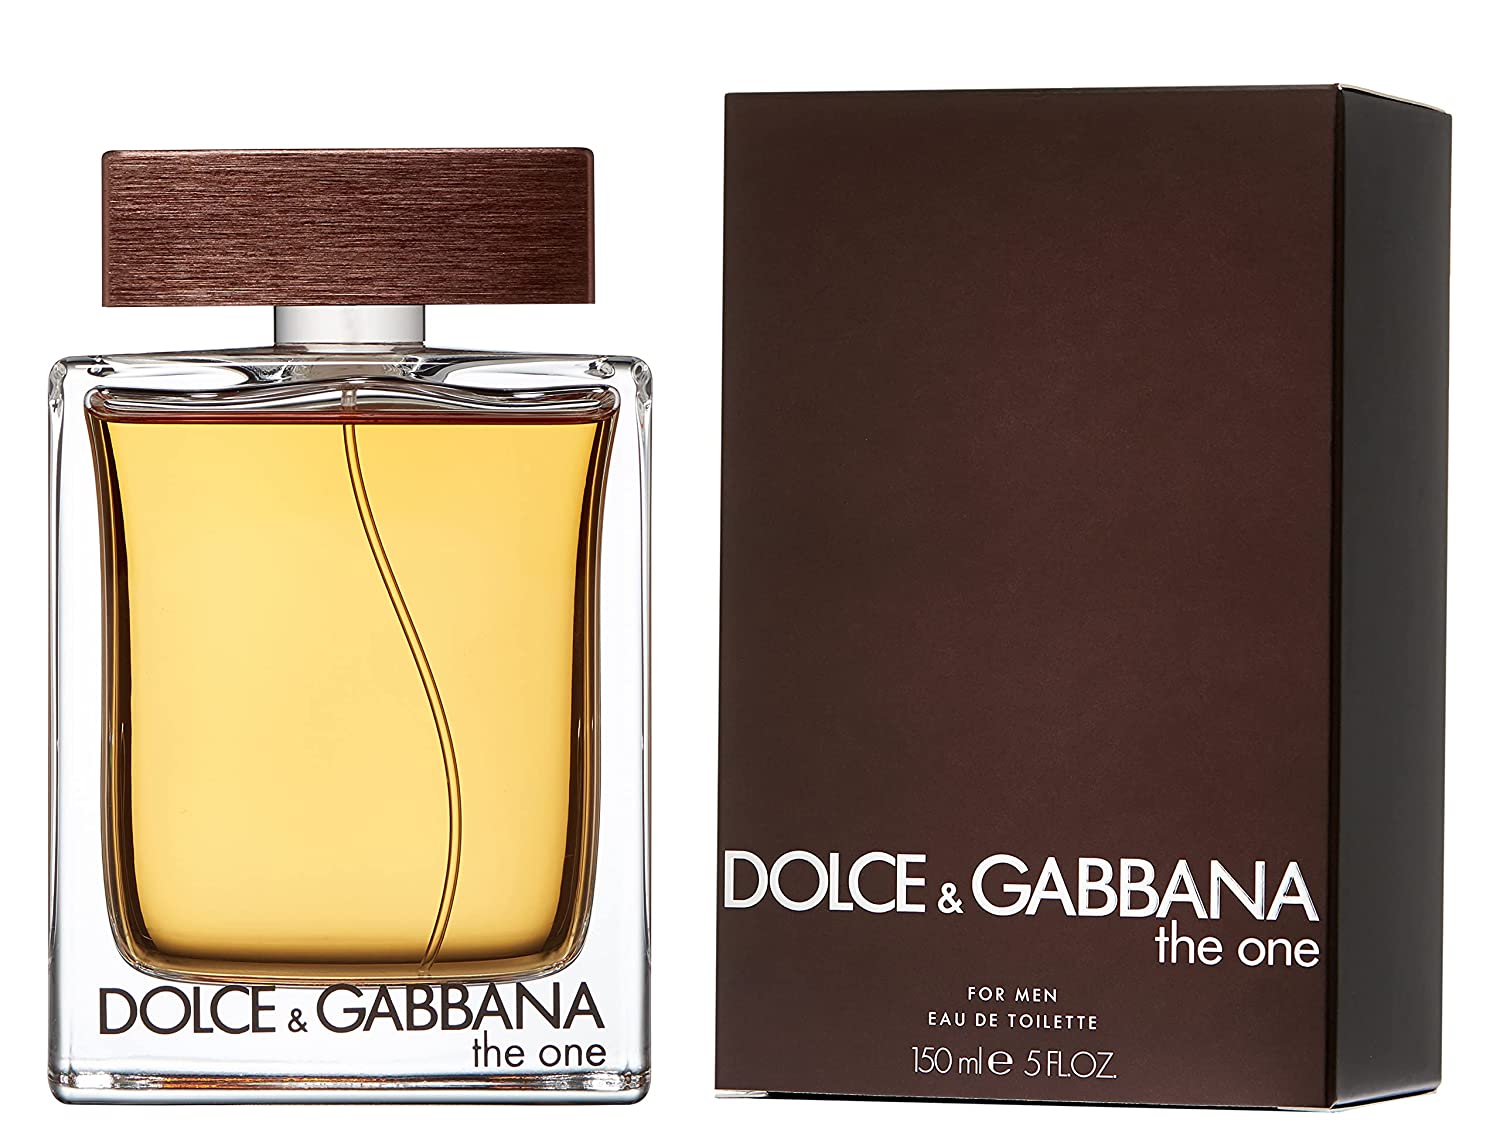 DOLCE & GABBANA
the one
DOLCE & GABBANA
the one
FOR MEN
EAU DE TOILETTE
150 ml e 5 FL.OZ.